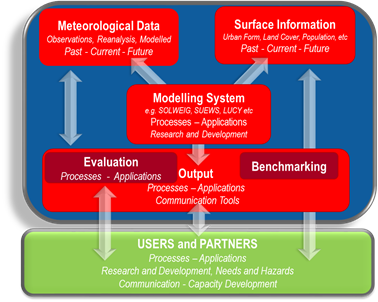 Meteorological Data
Observations, Reanalysis, Modelled
Past - Current - Future
Surface Information
Urban Form, Land Cover, Population, etc
Past - Current - Future
Modelling System
e.g. SOLWEIG, SUEWS, LUCY etc
Processes – Applications
Research and Development
Evaluation
Processes - Applications
Output
Processes – Applications
Communication Tools
Benchmarking
USERS and PARTNERS
Processes – Applications
Research and Development, Needs and Hazards
Communication - Capacity Development